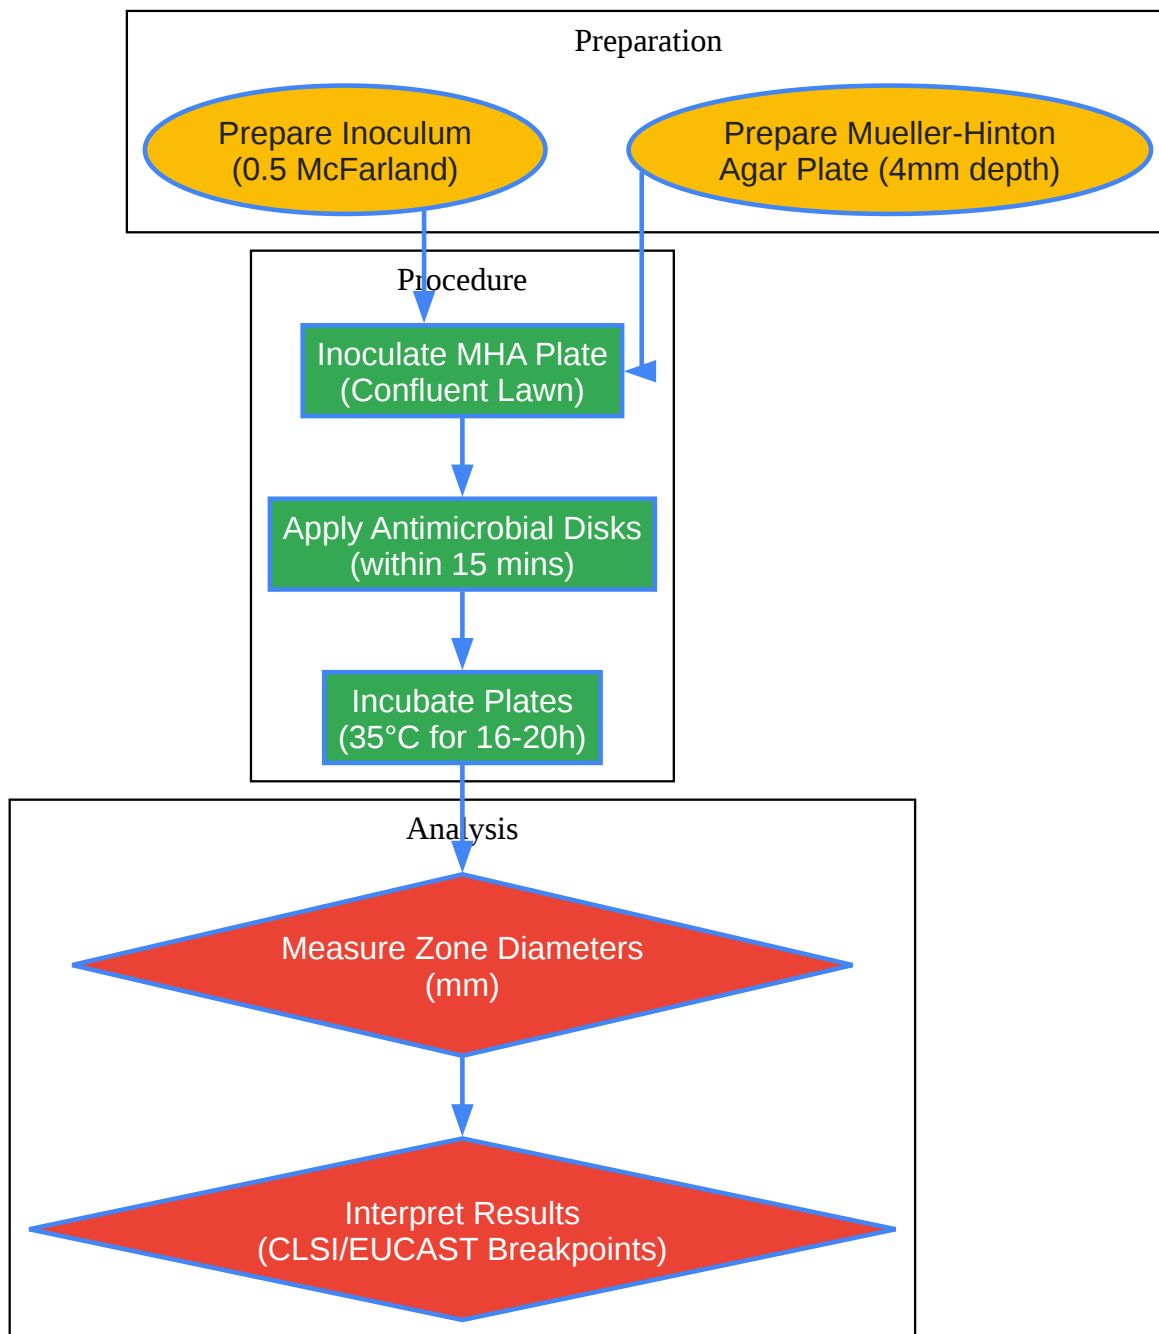 Preparation
Prepare Inoculum
(0.5 McFarland)
Prepare Mueller-Hinton
Agar Plate (4mm depth)
Procedure
Inoculate MHA Plate
(Confluent Lawn)
Apply Antimicrobial Disks
(within 15 mins)
Incubate Plates
(35°C for 16-20h)
Analysis
Measure Zone Diameters
(mm)
Interpret Results
(CLSI/EUCAST Breakpoints)